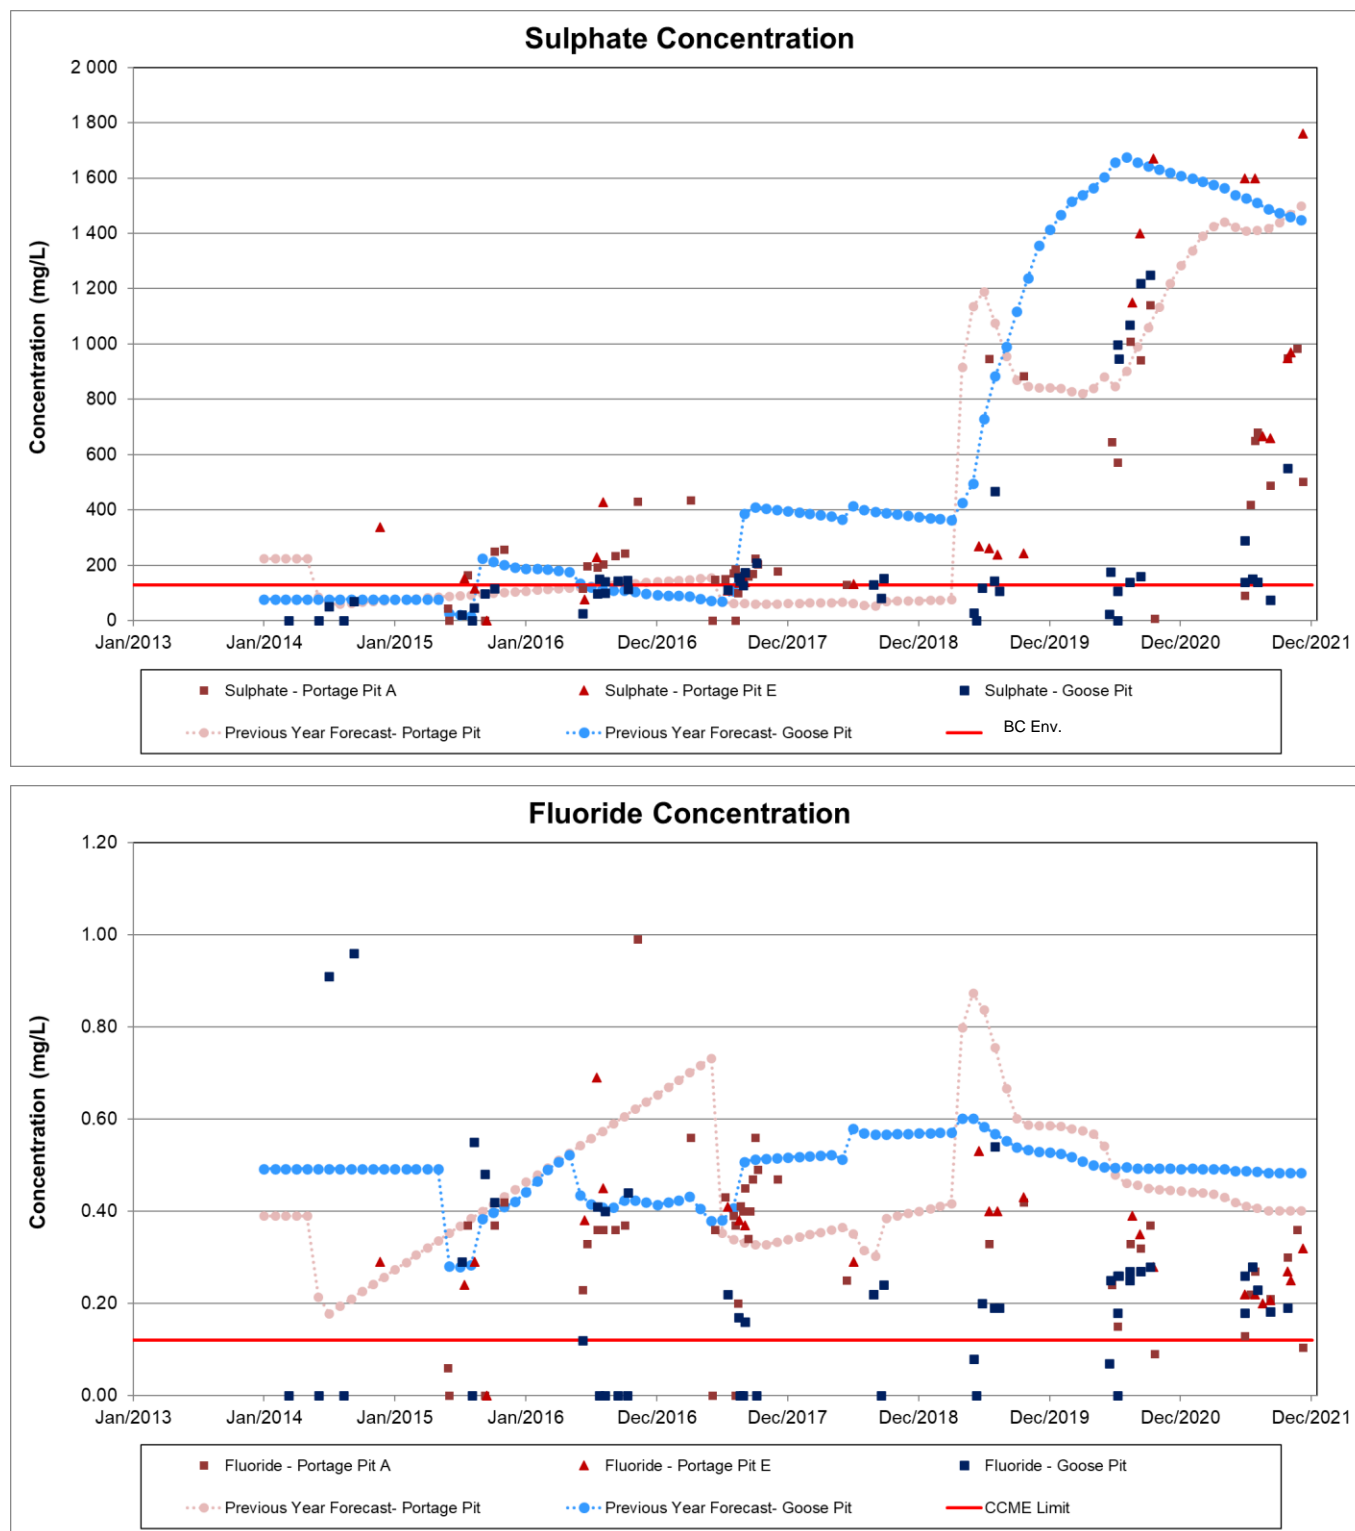 Sulphate Concentration
Concentration (mg/L)
2 000
1 800
1 600
1 400
1 200
1 000
800
600
400
200
0
Jan/2013 Jan/2014 Jan/2015 Jan/2016 Dec/2016 Dec/2017 Dec/2018 Dec/2019 Dec/2020 Dec/2021
Sulphate - Portage Pit A Sulphate - Portage Pit E Sulphate - Goose Pit
Previous Year Forecast- Portage Pit Previous Year Forecast- Goose Pit BC Env.
Fluoride Concentration
Concentration (mg/L)
1.20
1.00
0.80
0.60
0.40
0.20
0.00
Jan/2013 Jan/2014 Jan/2015 Jan/2016 Dec/2016 Dec/2017 Dec/2018 Dec/2019 Dec/2020 Dec/2021
Fluoride - Portage Pit A Fluoride - Portage Pit E Fluoride - Goose Pit
Previous Year Forecast- Portage Pit Previous Year Forecast- Goose Pit CCME Limit